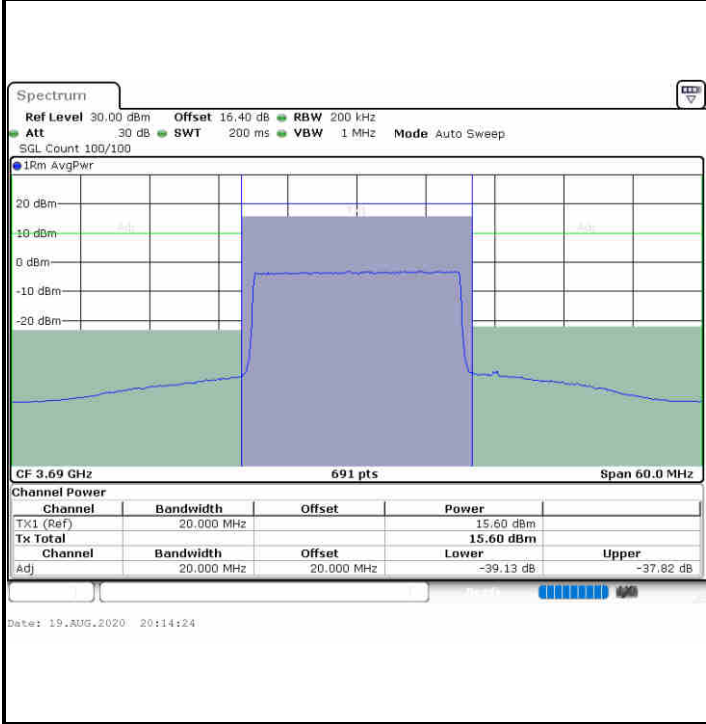 Spectrum
Ref Level 30.00 dBm Offset 16.40 dB RBW 200 kHz
Att 30 dB SWT 200 ms VBW 1 MHz Mode Auto Sweep
SGL Count 100/100
1Rm AvgPwr
20 dBm
Adj Adj
10 dBm
0 dBm
-10 dBm
-20 dBm
CF 3.69 GHz 691 pts Span 60.0 MHz
Channel Power
Channel Bandwidth Offset Power
TX1 (Ref) 20.000 MHz 15.60 dBm
Tx Total 15.60 dBm
Channel Bandwidth Offset Lower Upper
Adj 20.000 MHz 20.000 MHz -39.13 dB -37.82 dB
Date: 19.AUG.2020 20:14:24